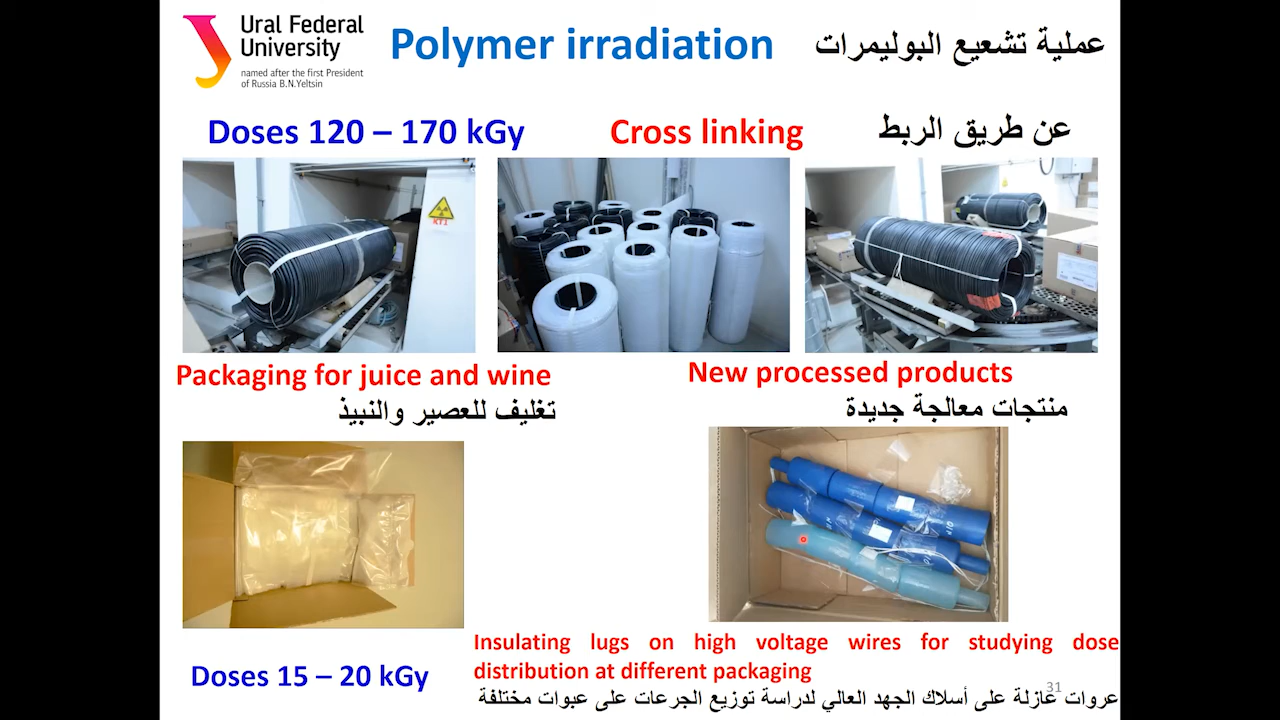 Ural Federal
University
named after the first President
of Russia B.N.Yeltsin
Polymer irradiation
عملية تشعيع البوليمرات
Doses 120 – 170 kGy
Cross linking
عن طريق الربط
Packaging for juice and wine
تغليف للعصير والنبيذ
New processed products
منتجات معالجة جديدة
Doses 15 – 20 kGy
Insulating lugs on high voltage wires for studying dose
distribution at different packaging
عروات عازلة على أسلاك الجهد العالي لدراسة توزيع الجرعات على عبوات مختلفة
31